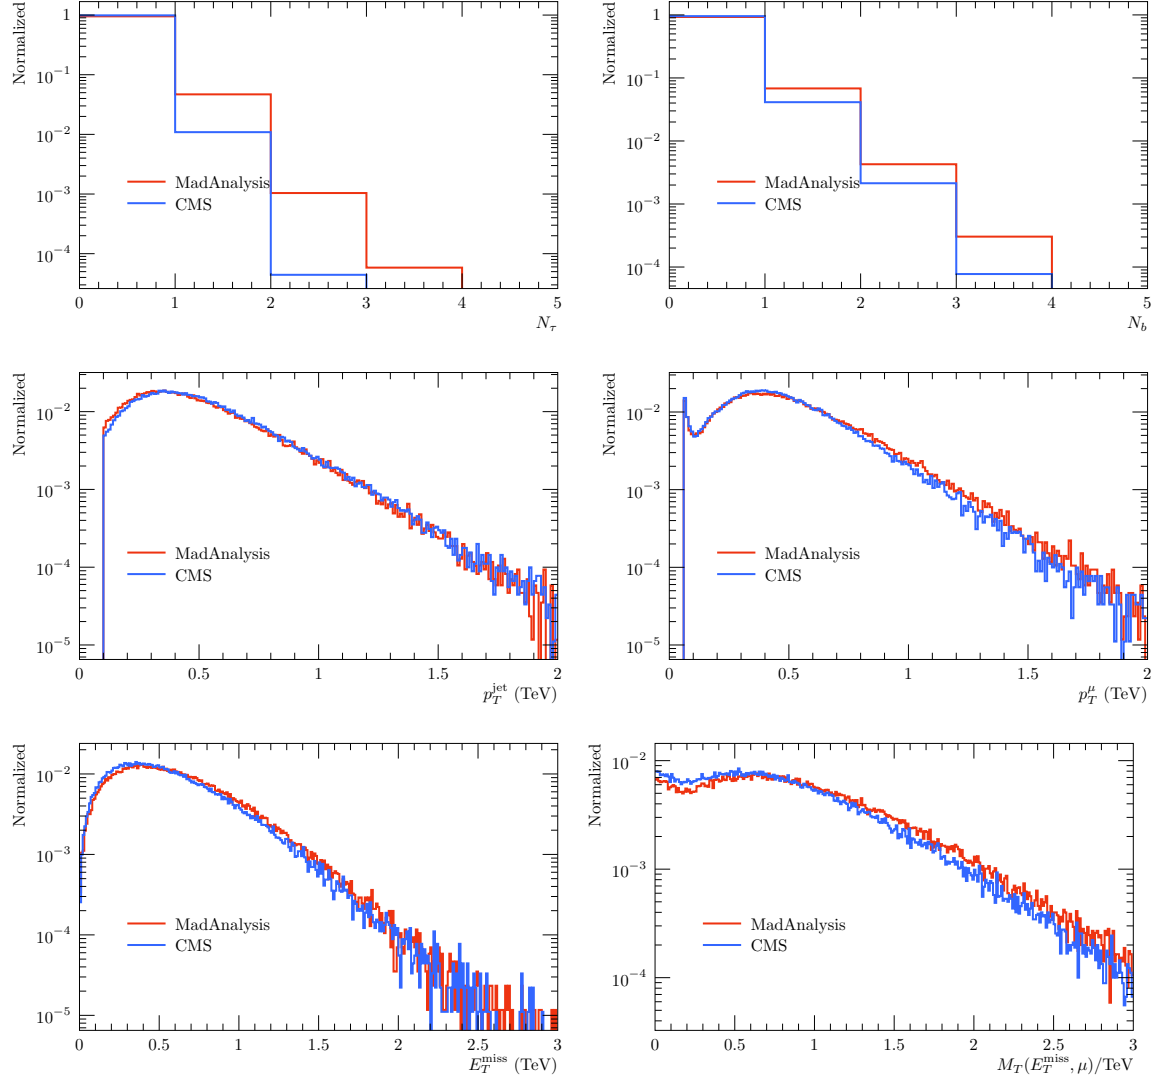 Normalized
1
10^{-1}
10^{-2}
10^{-3}
10^{-4}
MadAnalysis
CMS
0 1 2 3 4 5
N_τ
Normalized
1
10^{-1}
10^{-2}
10^{-3}
10^{-4}
MadAnalysis
CMS
0 1 2 3 4 5
N_b
Normalized
10^{-2}
10^{-3}
10^{-4}
10^{-5}
MadAnalysis
CMS
0 0.5 1 1.5 2
p_T^{jet} (TeV)
Normalized
10^{-2}
10^{-3}
10^{-4}
10^{-5}
MadAnalysis
CMS
0 0.5 1 1.5 2
p_T^μ (TeV)
Normalized
10^{-2}
10^{-3}
10^{-4}
10^{-5}
MadAnalysis
CMS
0 0.5 1 1.5 2 2.5 3
E_T^{miss} (TeV)
Normalized
10^{-2}
10^{-3}
10^{-4}
MadAnalysis
CMS
0 0.5 1 1.5 2 2.5 3
M_T(E_T^{miss}, μ)/TeV